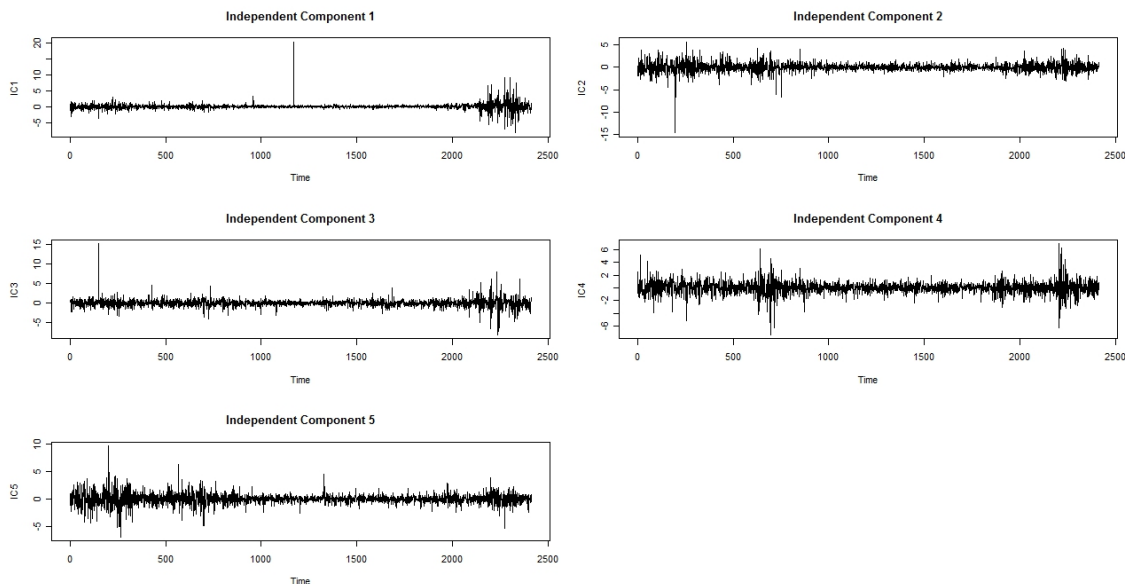 Independent Component 1
IC1
20
10
5
0
-5
0 500 1000 1500 2000 2500
Time
Independent Component 2
IC2
5
0
-5
-10
-15
0 500 1000 1500 2000 2500
Time
Independent Component 3
IC3
15
10
5
0
-5
0 500 1000 1500 2000 2500
Time
Independent Component 4
IC4
6
4
2
0
-2
-6
0 500 1000 1500 2000 2500
Time
Independent Component 5
IC5
10
5
0
-5
0 500 1000 1500 2000 2500
Time